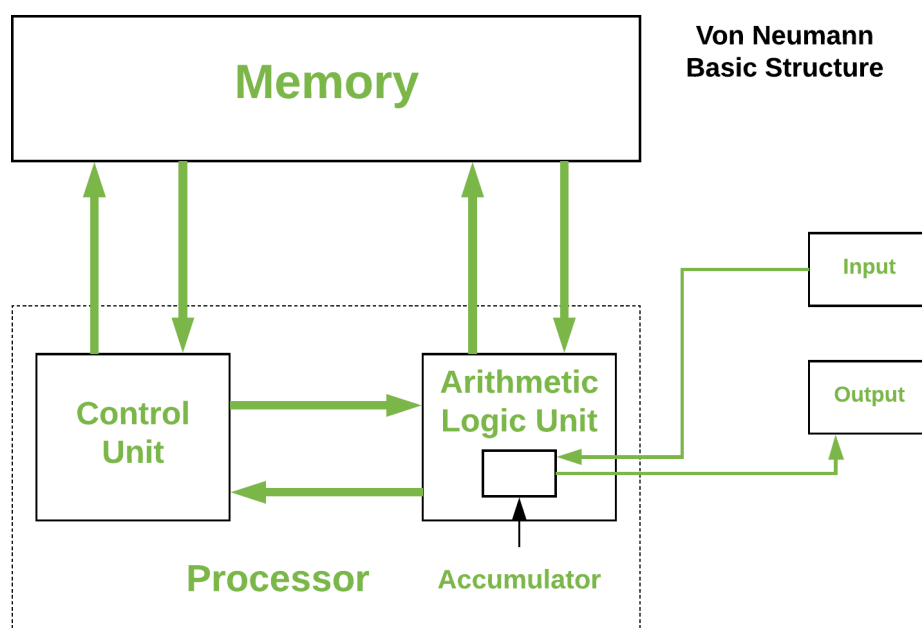 Von Neumann
Basic Structure
Memory
Input
Output
Control
Unit
Arithmetic
Logic Unit
Processor
Accumulator